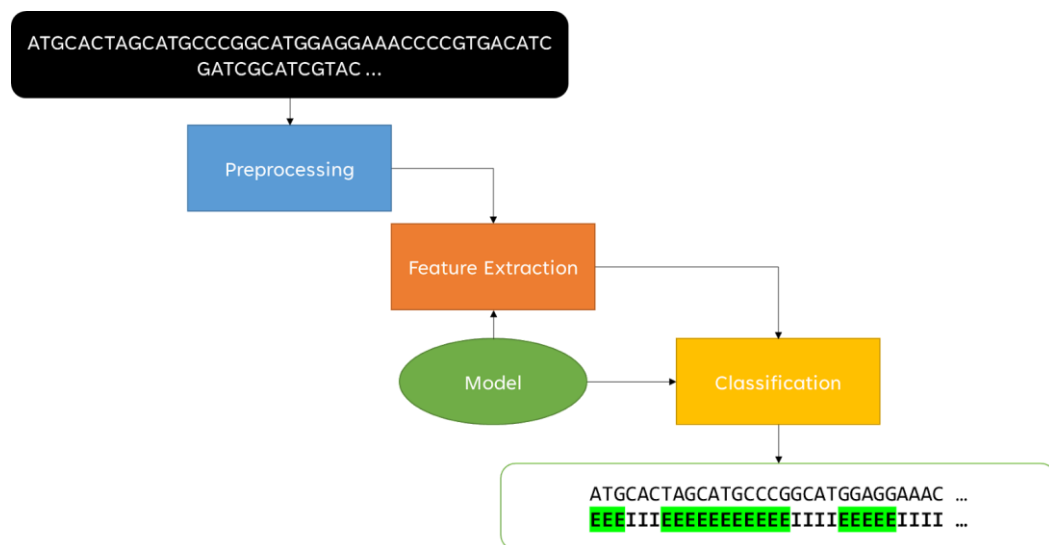 ATGCACTAGCATGCCCGGCATGGAGGAAACCCCGTGACATC
GATCGCATCGTAC ...
Preprocessing
Feature Extraction
Model
Classification
ATGCACTAGCATGCCCGGCATGGAGGAAAC ...
EEEIIIEEEEEEEEEEEIIIIEEEEEIIII ...